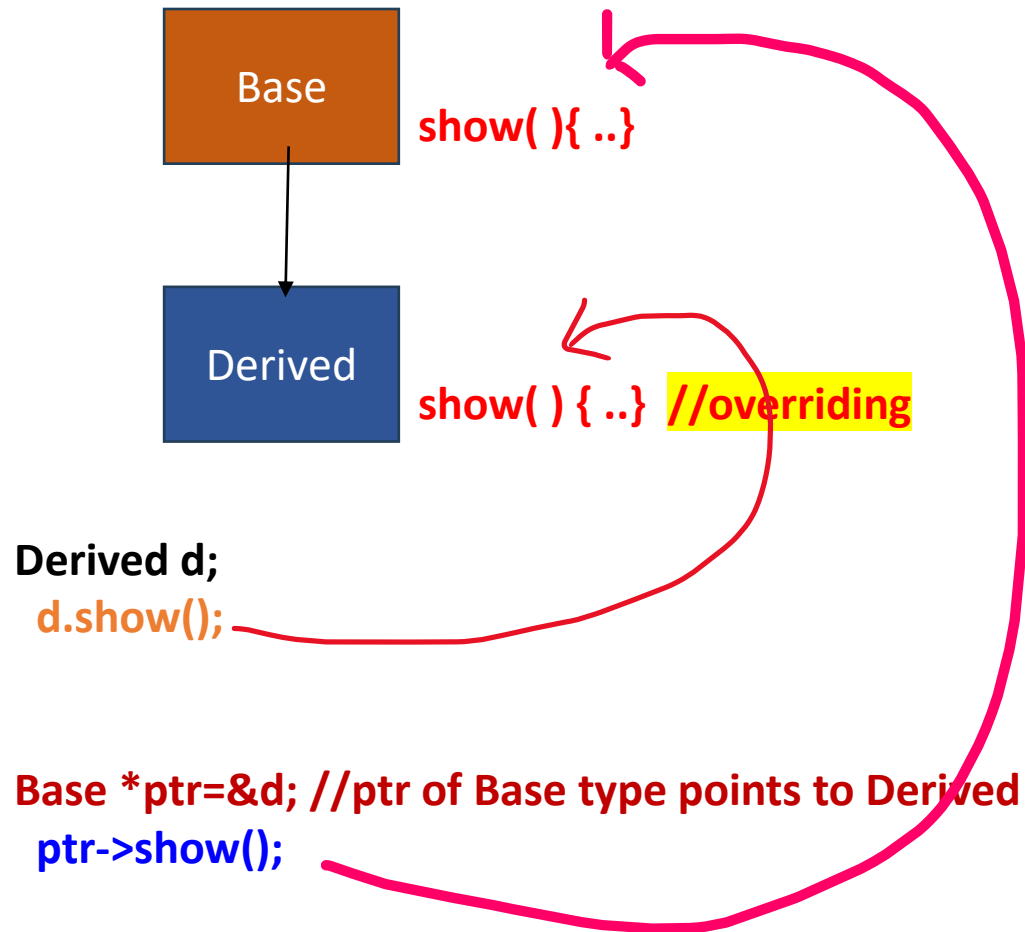 Base
show( ){ ..}
Derived
show( ) { ..} //overriding
Derived d;
d.show();
Base *ptr=&d; //ptr of Base type points to Derived
ptr->show();